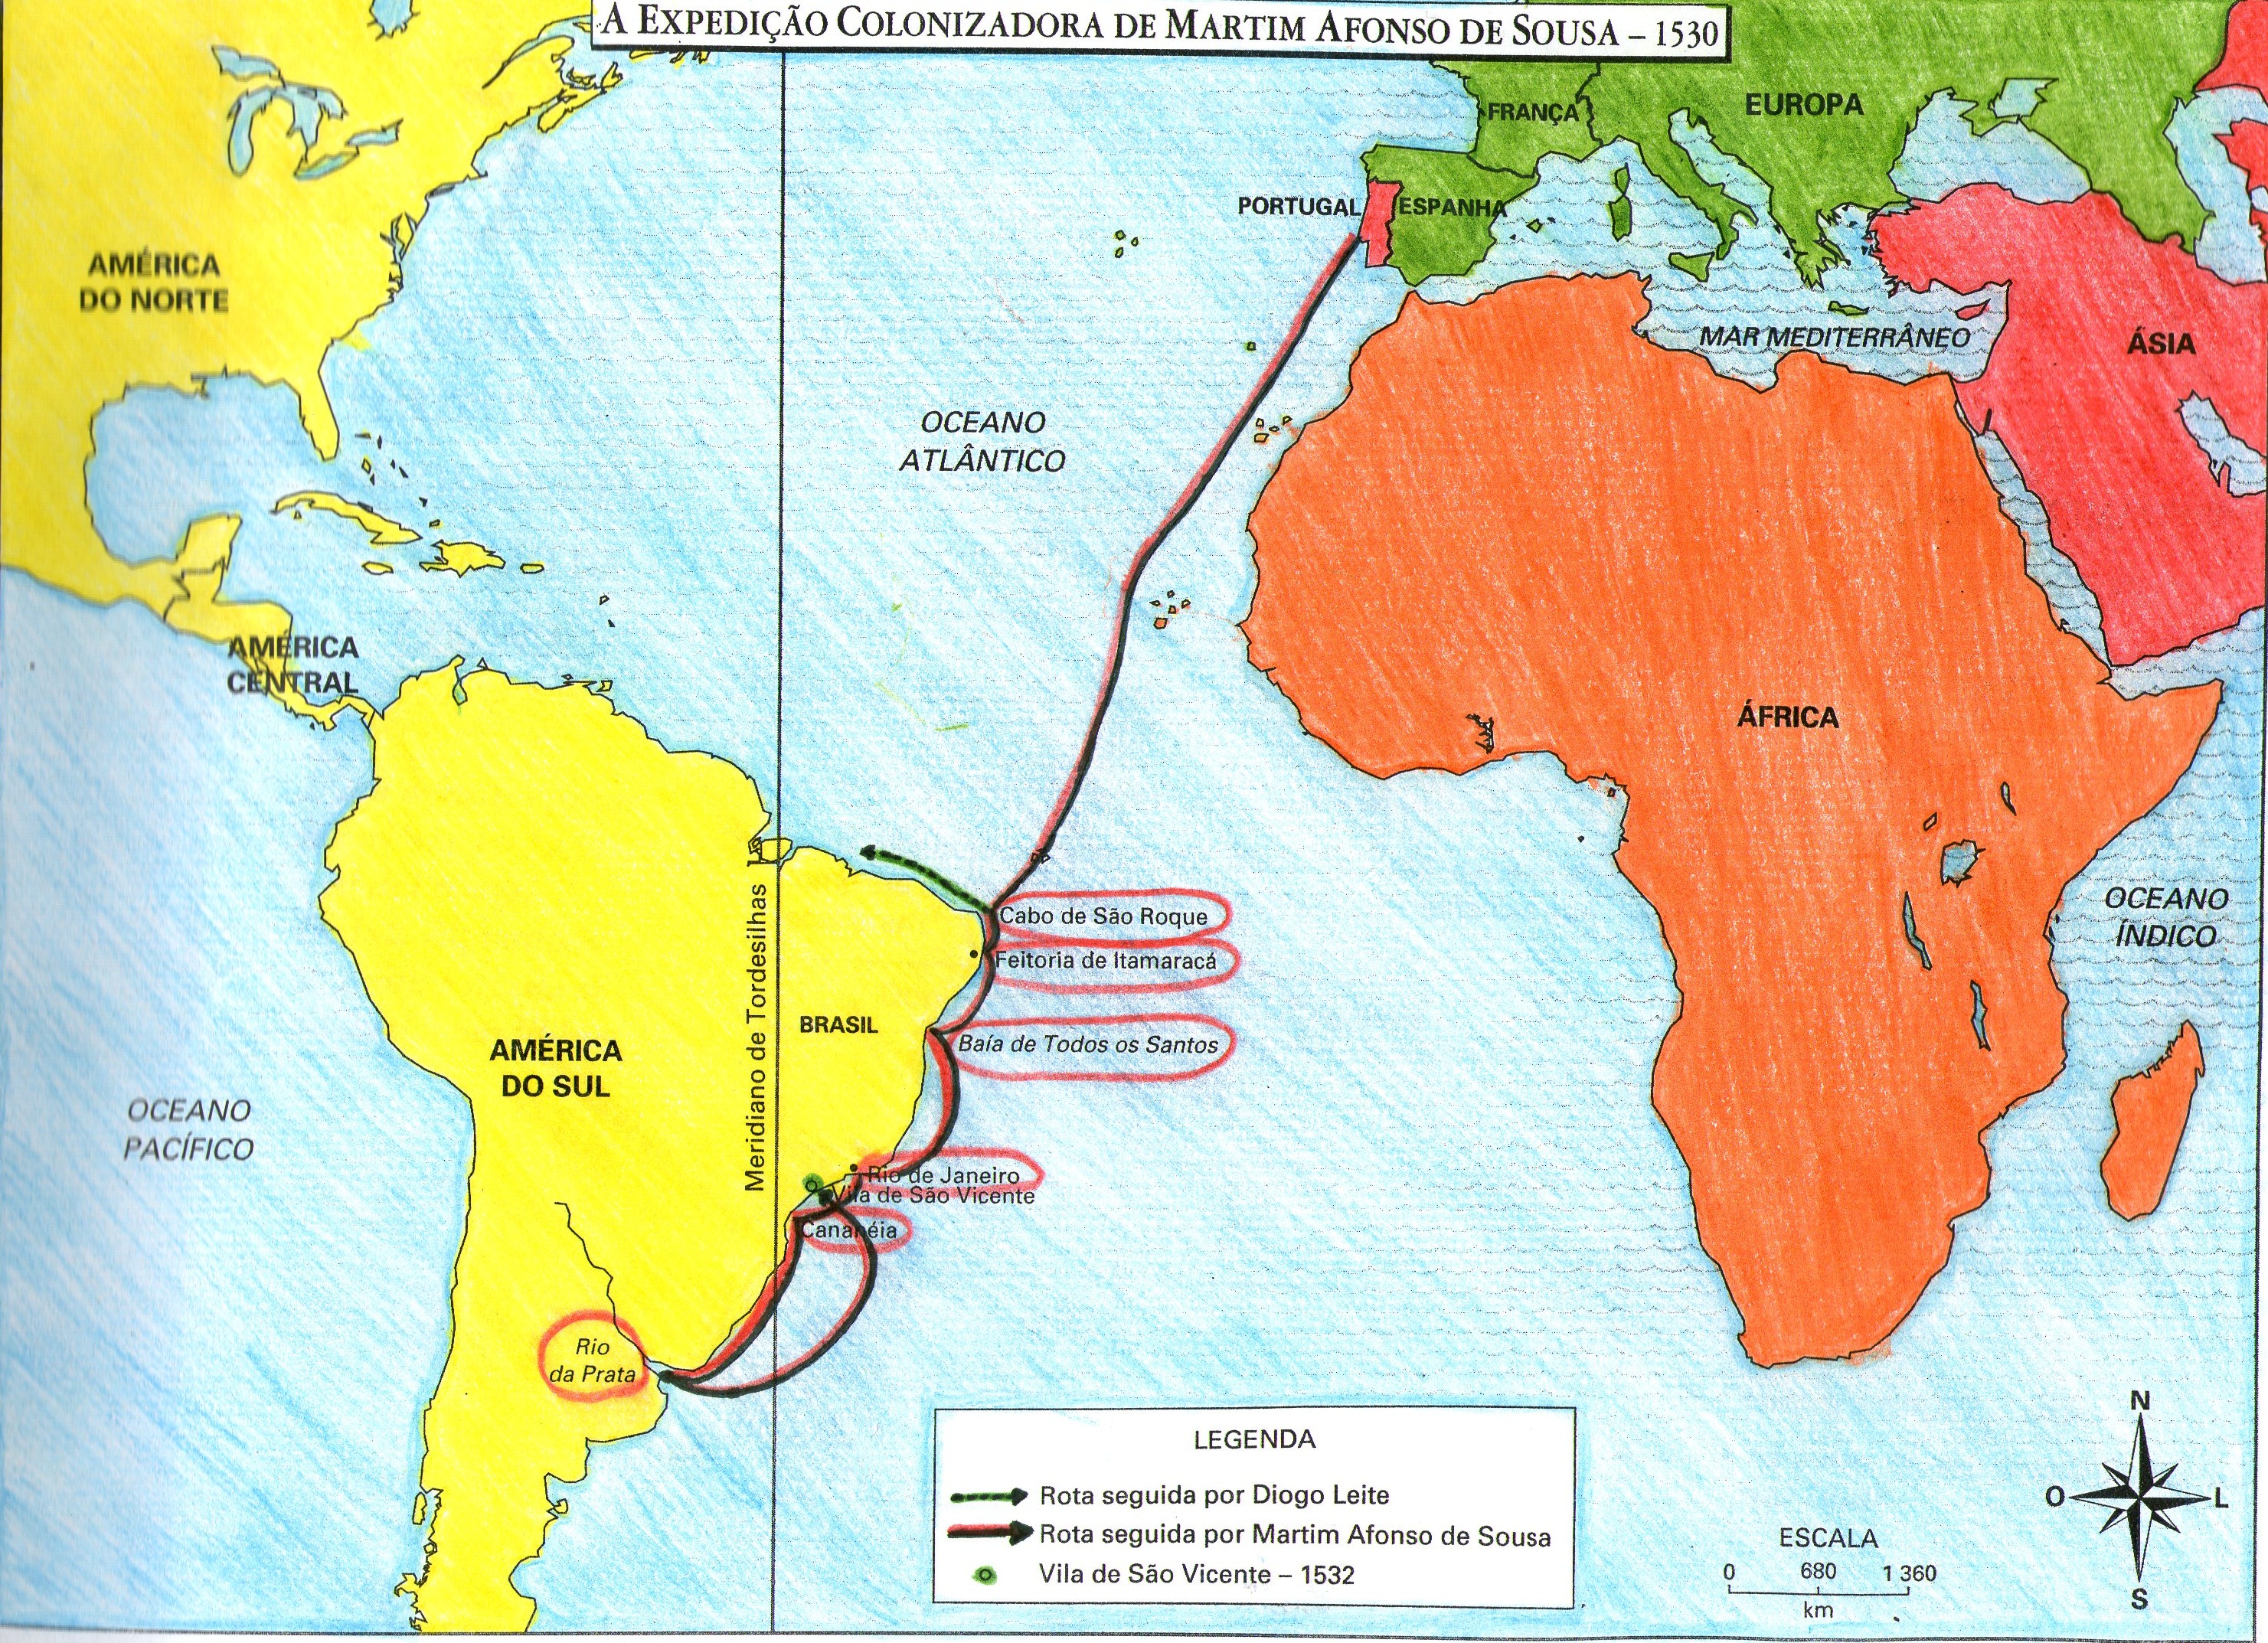 A EXPEDIÇÃO COLONIZADORA DE MARTIM AFONSO DE SOUSA – 1530
FRANÇA
EUROPA
PORTUGAL
ESPANHA
AMÉRICA
DO NORTE
MAR MEDITERRÂNEO
ÁSIA
OCEANO
ATLÂNTICO
AMÉRICA
CENTRAL
ÁFRICA
Meridiano de Tordesilhas
Cabo de São Roque
OCEANO
ÍNDICO
Feitoria de Itamaracá
BRASIL
Baía de Todos os Santos
AMÉRICA
DO SUL
OCEANO
PACÍFICO
Rio de Janeiro
Vila de São Vicente
Cananéia
Rio
da Prata
LEGENDA
Rota seguida por Diogo Leite
Rota seguida por Martim Afonso de Sousa
Vila de São Vicente – 1532
ESCALA
0 680 1 360
km
N
O L
S